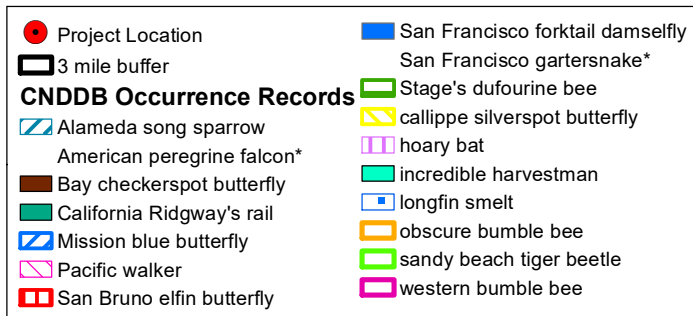 Project Location
3 mile buffer
CNDDB Occurrence Records
Alameda song sparrow
American peregrine falcon*
Bay checkerspot butterfly
California Ridgway's rail
Mission blue butterfly
Pacific walker
San Bruno elfin butterfly
San Francisco forktail damselfly
San Francisco gartersnake*
Stage's dufourine bee
callippe silverspot butterfly
hoary bat
incredible harvestman
longfin smelt
obscure bumble bee
sandy beach tiger beetle
western bumble bee